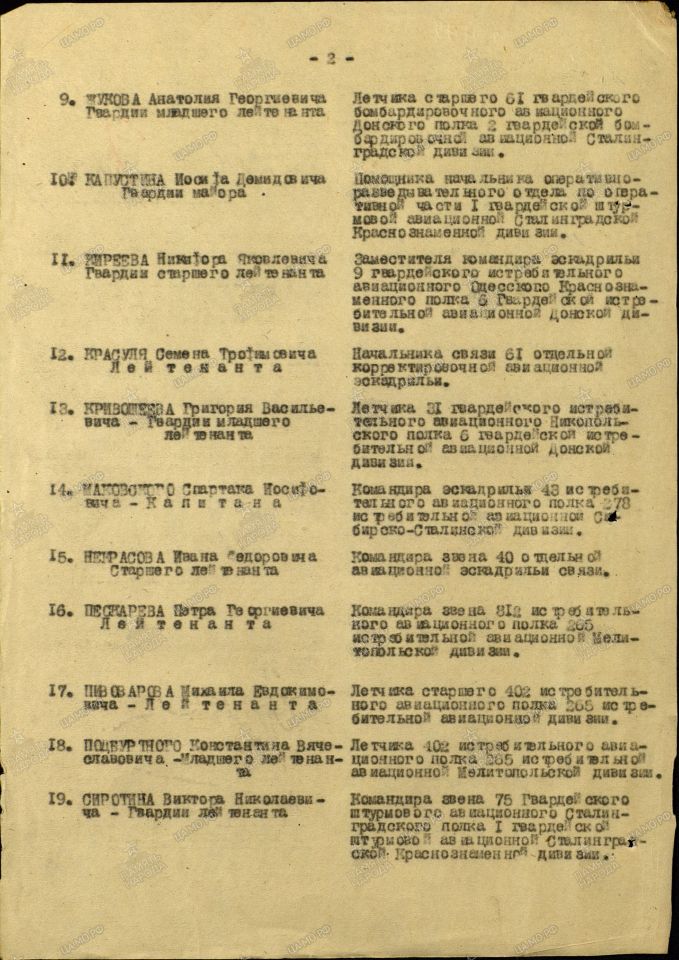 - 2 -
9. ЖУКОВА Анатолия Георгиевича
Гвардии младшего лейтенанта
Летчика старшего 61 гвардейского
бомбардировочного авиационного
Донского полка 2 гвардейской бом-
бардировочной авиационной Сталин-
градской дивизии.
10. КАПУСТИНА Иосифа Демидовича
Гвардии майора
Помощника начальника оперативно-
разведывательного отдела по опера-
тивной части I гвардейской штур-
мовой авиационной Сталинградской
Краснознаменной дивизии.
11. КИРЕЕВА Никифора Яковлевича
Гвардии старшего лейтенанта
Заместителя командира эскадрильи
9 гвардейского истребительного
авиационного Одесского Краснозна-
менного полка 6 Гвардейской истре-
бительной авиационной Донской ди-
визии.
12. КРАСУЛЯ Семена Трофимовича
Лейтенанта
Начальника связи 61 отдельной
корректировочной авиационной
эскадрильи.
13. КРИВОШЕЕВА Григория Василье-
вича - Гвардии младшего
лейтенанта
Летчика 31 гвардейского истреби-
тельного авиационного Никополь-
ского полка 6 гвардейской истре-
бительной авиационной Донской
дивизии.
14. МАКОВСКОГО Спартака Иосифо-
вича - Капитана
Командира эскадрильи 43 истреби-
тельного авиационного полка 278
истребительной авиационной Си-
бирско-Сталинской дивизии.
15. НЕКРАСОВА Ивана Федоровича
Старшего лейтенанта
Командира звена 40 отдельной
авиационной эскадрильи связи.
16. ПЕСКАРЕВА Петра Георгиевича
Лейтенанта
Командира звена 812 истребитель-
ного авиационного полка 265
истребительной авиационной Мели-
топольской дивизии.
17. ПИВОВАРОВА Михаила Евдокимо-
вича - Лейтенанта
Летчика старшего 402 истребитель-
ного авиационного полка 265 истре-
бительной авиационной дивизии.
18. ПОДБУРТНОГО Константина Вяче-
славовича -Младшего лейтенан-
та
Летчика 402 истребительного авиа-
ционного полка 265 истребительной
авиационной Мелитопольской дивизии.
19. СИРОТИНА Виктора Николаеви-
ча - Гвардии лейтенанта
Командира звена 75 Гвардейского
штурмового авиационного Сталин-
градского полка I гвардейской
штурмовой авиационной Сталинград-
ской Краснознаменной дивизии.